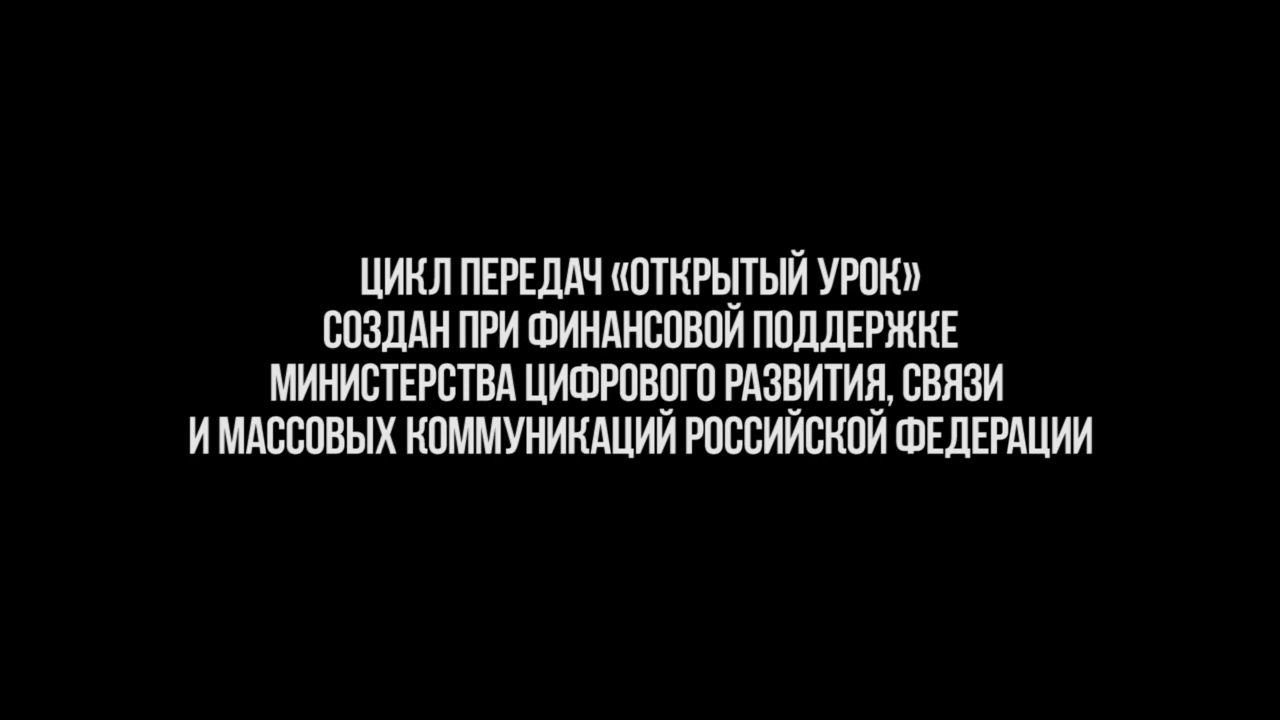 ЦИКЛ ПЕРЕДАЧ «ОТКРЫТЫЙ УРОК»
СОЗДАН ПРИ ФИНАНСОВОЙ ПОДДЕРЖКЕ
МИНИСТЕРСТВА ЦИФРОВОГО РАЗВИТИЯ, СВЯЗИ
И МАССОВЫХ КОММУНИКАЦИЙ РОССИЙСКОЙ ФЕДЕРАЦИИ